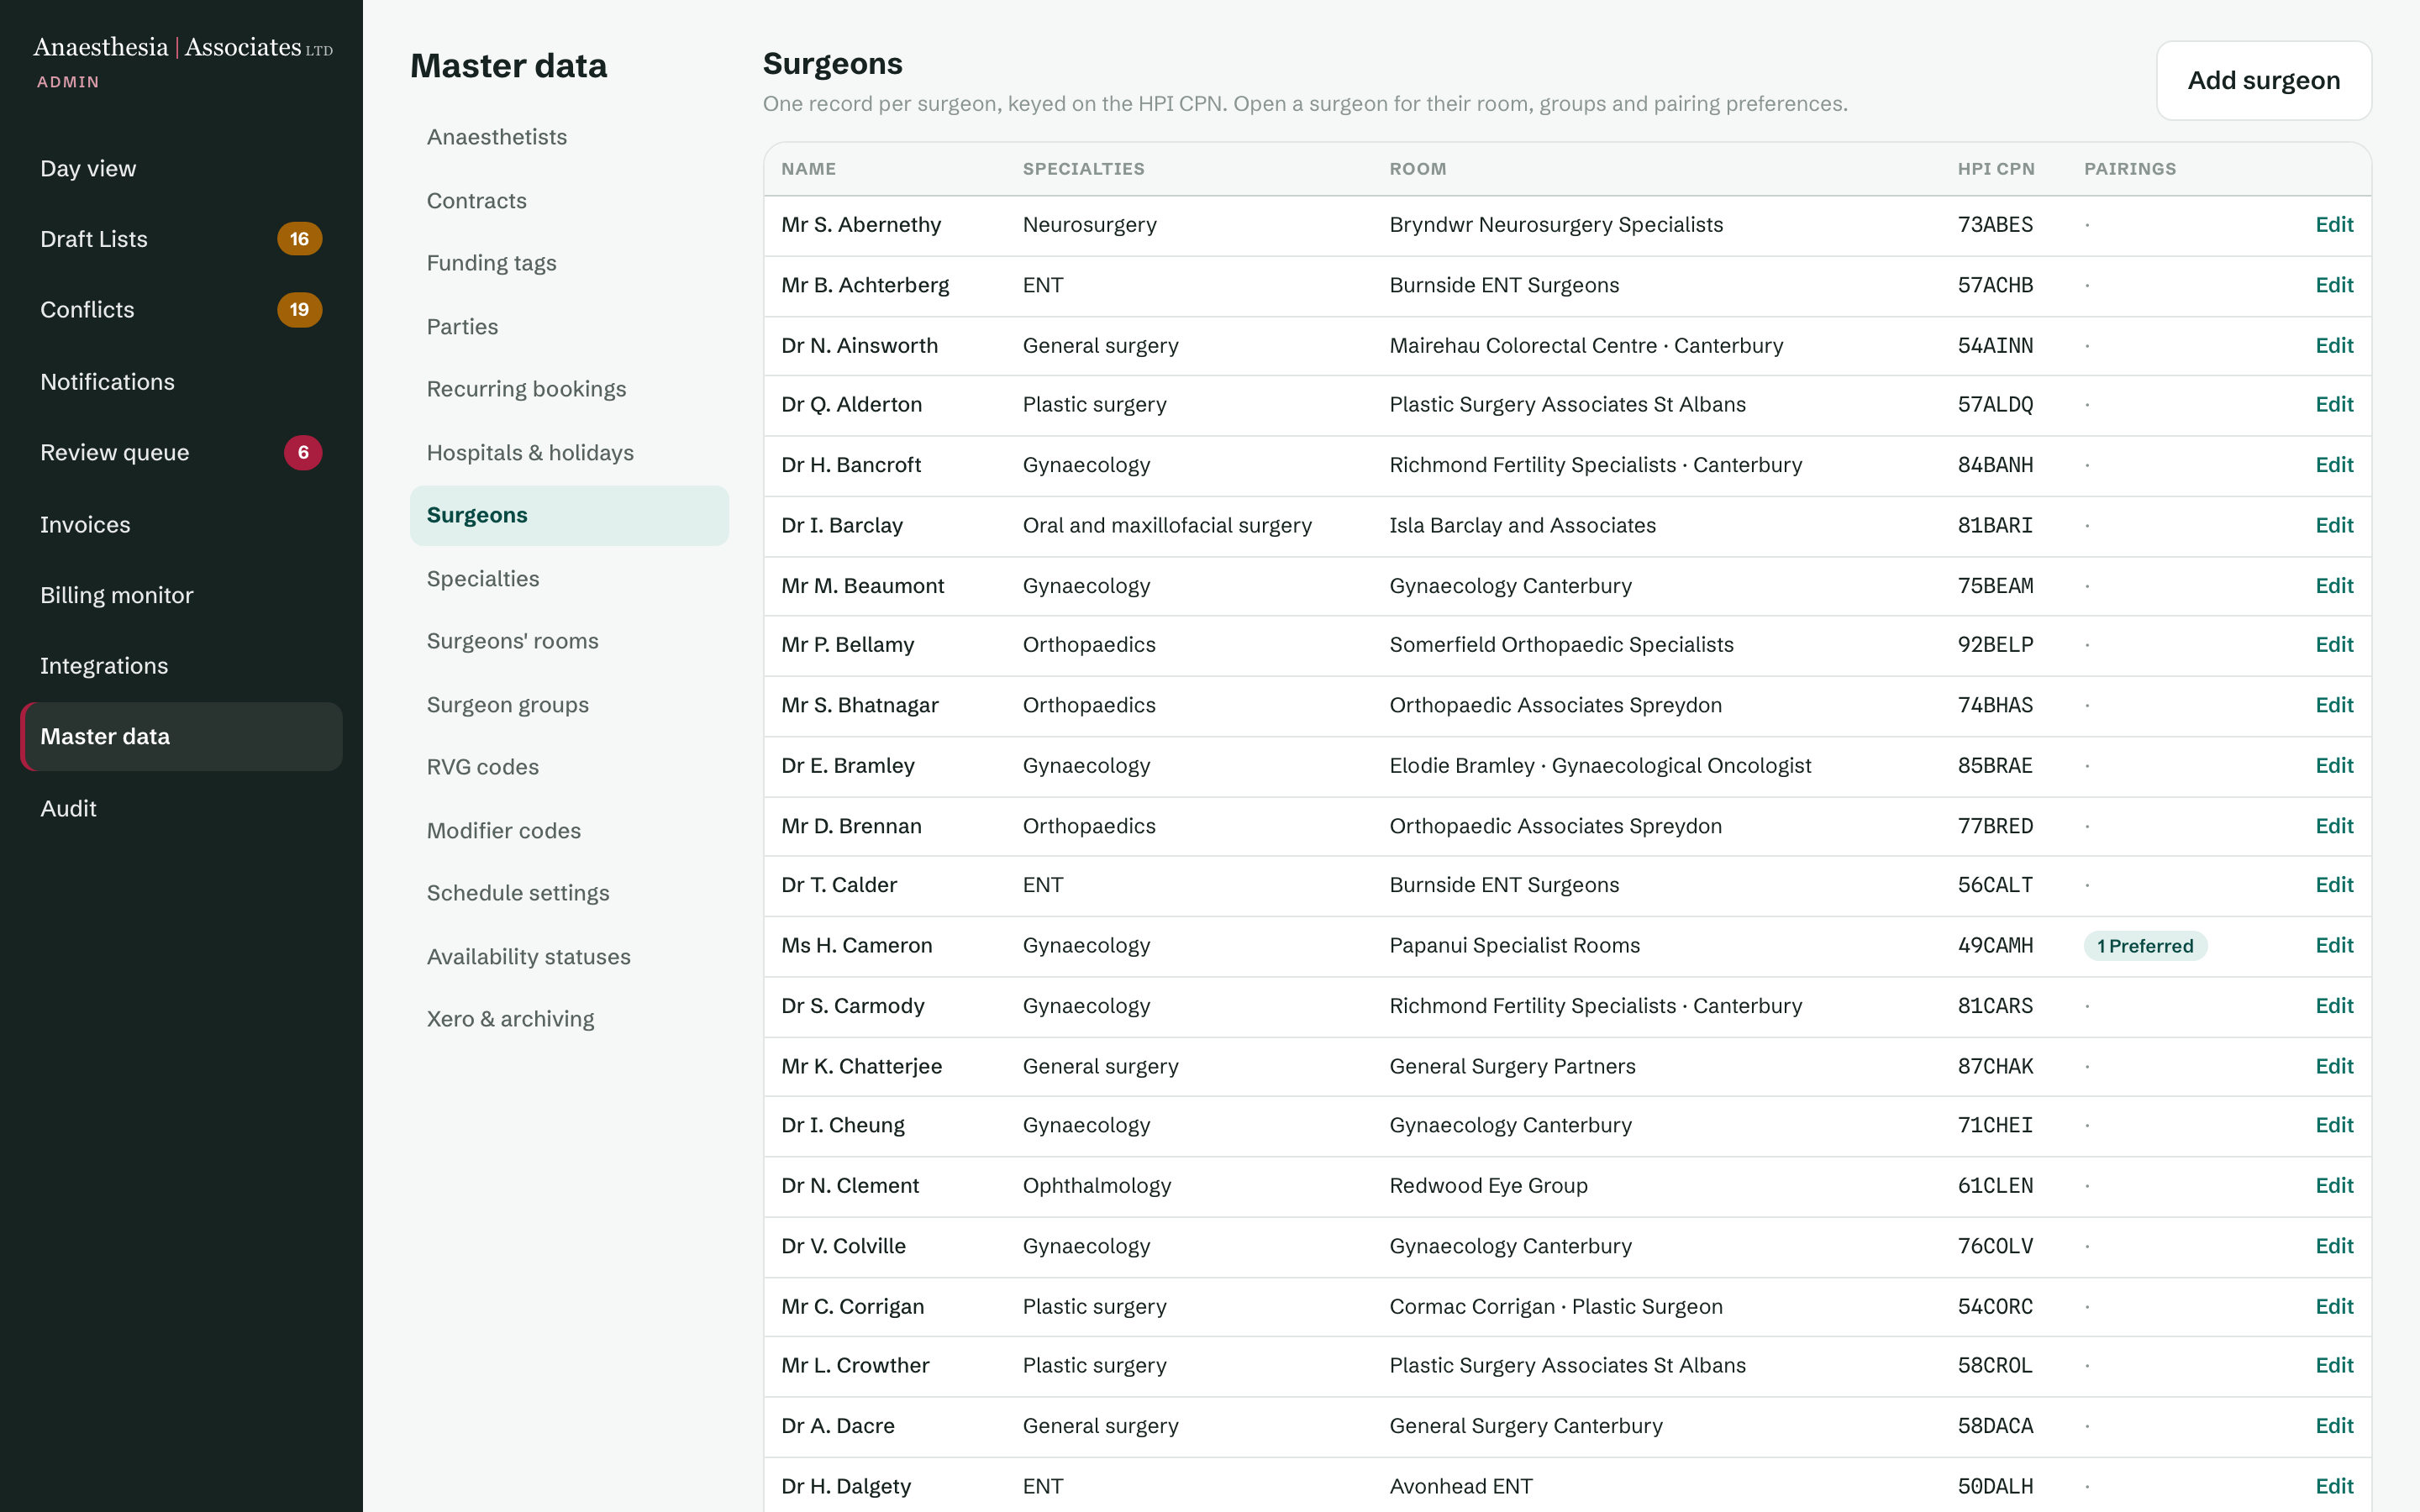 Anaesthesia | Associates LTD
ADMIN
Day view
Draft Lists 16
Conflicts 19
Notifications
Review queue 6
Invoices
Billing monitor
Integrations
Master data
Audit
Master data
Anaesthetists
Contracts
Funding tags
Parties
Recurring bookings
Hospitals & holidays
Surgeons
Specialties
Surgeons' rooms
Surgeon groups
RVG codes
Modifier codes
Schedule settings
Availability statuses
Xero & archiving
Surgeons
One record per surgeon, keyed on the HPI CPN. Open a surgeon for their room, groups and pairing preferences.
Add surgeon
NAME SPECIALTIES ROOM HPI CPN PAIRINGS
Mr S. Abernethy Neurosurgery Bryndwr Neurosurgery Specialists 73ABES · Edit
Mr B. Achterberg ENT Burnside ENT Surgeons 57ACHB · Edit
Dr N. Ainsworth General surgery Mairehau Colorectal Centre · Canterbury 54AINN · Edit
Dr Q. Alderton Plastic surgery Plastic Surgery Associates St Albans 57ALDQ · Edit
Dr H. Bancroft Gynaecology Richmond Fertility Specialists · Canterbury 84BANH · Edit
Dr I. Barclay Oral and maxillofacial surgery Isla Barclay and Associates 81BARI · Edit
Mr M. Beaumont Gynaecology Gynaecology Canterbury 75BEAM · Edit
Mr P. Bellamy Orthopaedics Somerfield Orthopaedic Specialists 92BELP · Edit
Mr S. Bhatnagar Orthopaedics Orthopaedic Associates Spreydon 74BHAS · Edit
Dr E. Bramley Gynaecology Elodie Bramley · Gynaecological Oncologist 85BRAE · Edit
Mr D. Brennan Orthopaedics Orthopaedic Associates Spreydon 77BRED · Edit
Dr T. Calder ENT Burnside ENT Surgeons 56CALT · Edit
Ms H. Cameron Gynaecology Papanui Specialist Rooms 49CAMH 1 Preferred Edit
Dr S. Carmody Gynaecology Richmond Fertility Specialists · Canterbury 81CARS · Edit
Mr K. Chatterjee General surgery General Surgery Partners 87CHAK · Edit
Dr I. Cheung Gynaecology Gynaecology Canterbury 71CHEI · Edit
Dr N. Clement Ophthalmology Redwood Eye Group 61CLEN · Edit
Dr V. Colville Gynaecology Gynaecology Canterbury 76COLV · Edit
Mr C. Corrigan Plastic surgery Cormac Corrigan · Plastic Surgeon 54CORC · Edit
Mr L. Crowther Plastic surgery Plastic Surgery Associates St Albans 58CROL · Edit
Dr A. Dacre General surgery General Surgery Canterbury 58DACA · Edit
Dr H. Dalgety ENT Avonhead ENT 50DALH · Edit